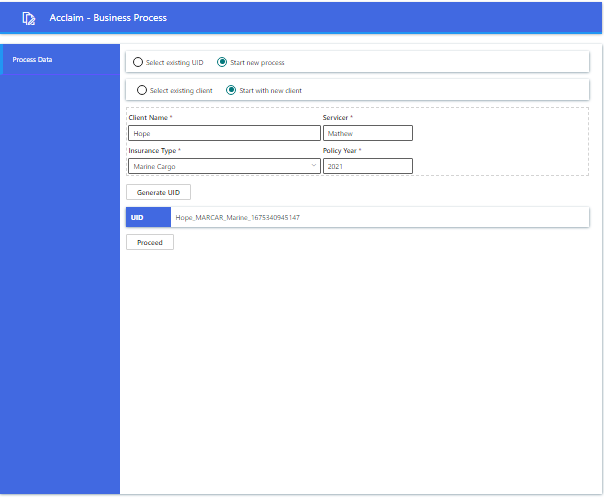 Acclaim - Business Process
Process Data
Select existing UID Start new process
Select existing client Start with new client
Client Name * Servicer *
Hope Mathew
Insurance Type * Policy Year *
Marine Cargo 2021
Generate UID
UID Hope_MARCAR_Marine_1675340945147
Proceed